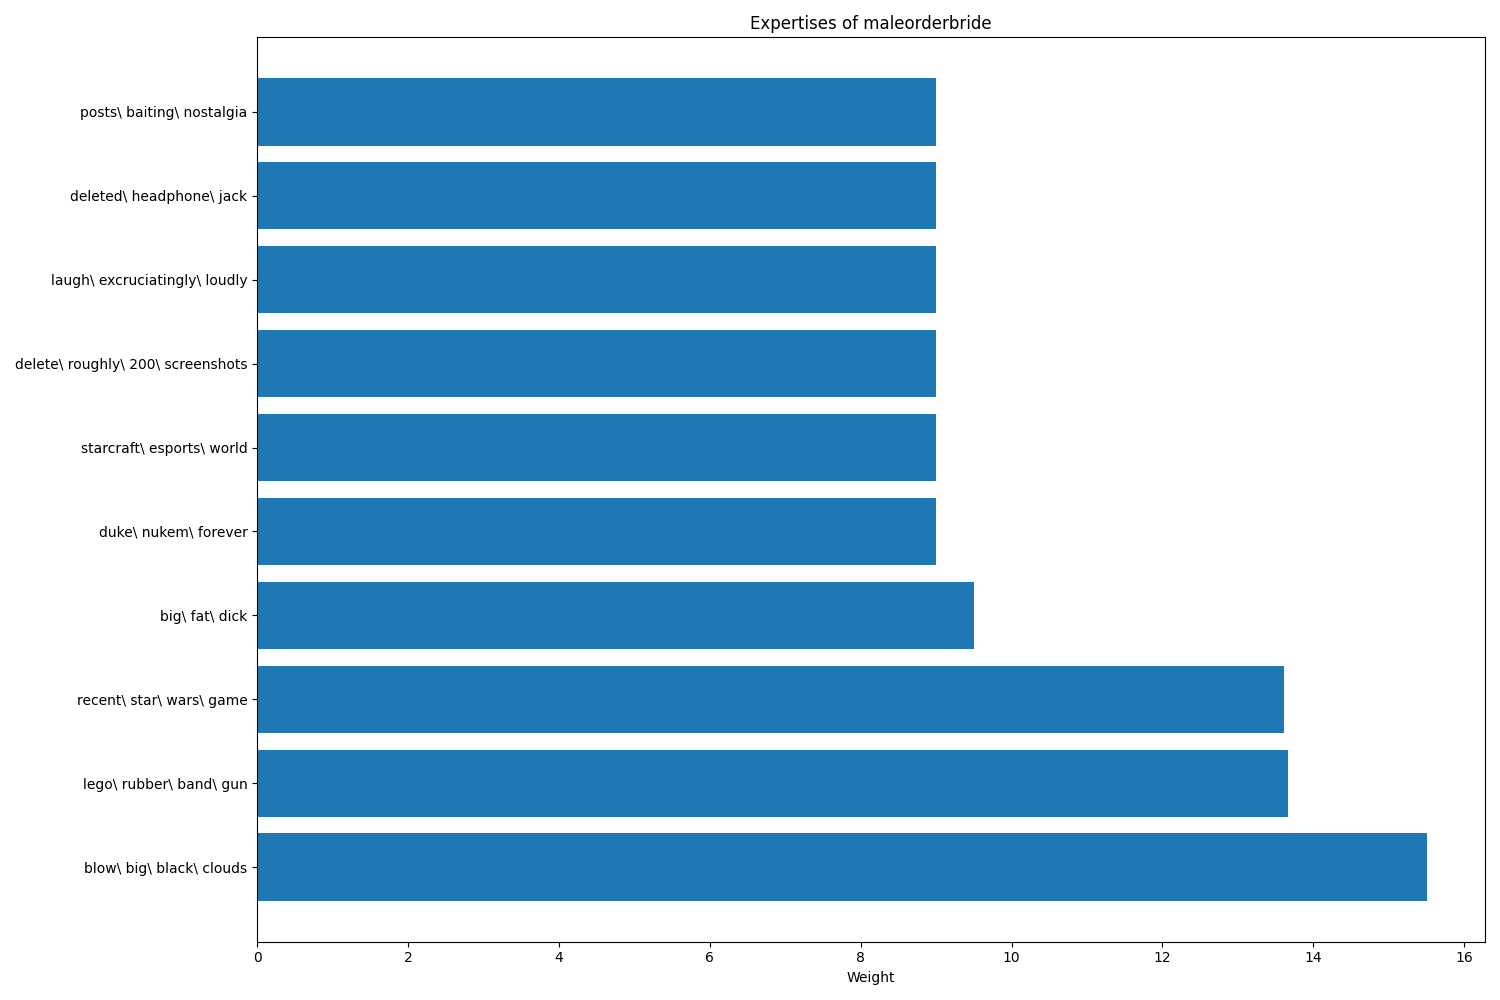 Expertises of maleorderbride
posts\ baiting\ nostalgia
deleted\ headphone\ jack
laugh\ excruciatingly\ loudly
delete\ roughly\ 200\ screenshots
starcraft\ esports\ world
duke\ nukem\ forever
big\ fat\ dick
recent\ star\ wars\ game
lego\ rubber\ band\ gun
blow\ big\ black\ clouds
0 2 4 6 8 10 12 14 16
Weight